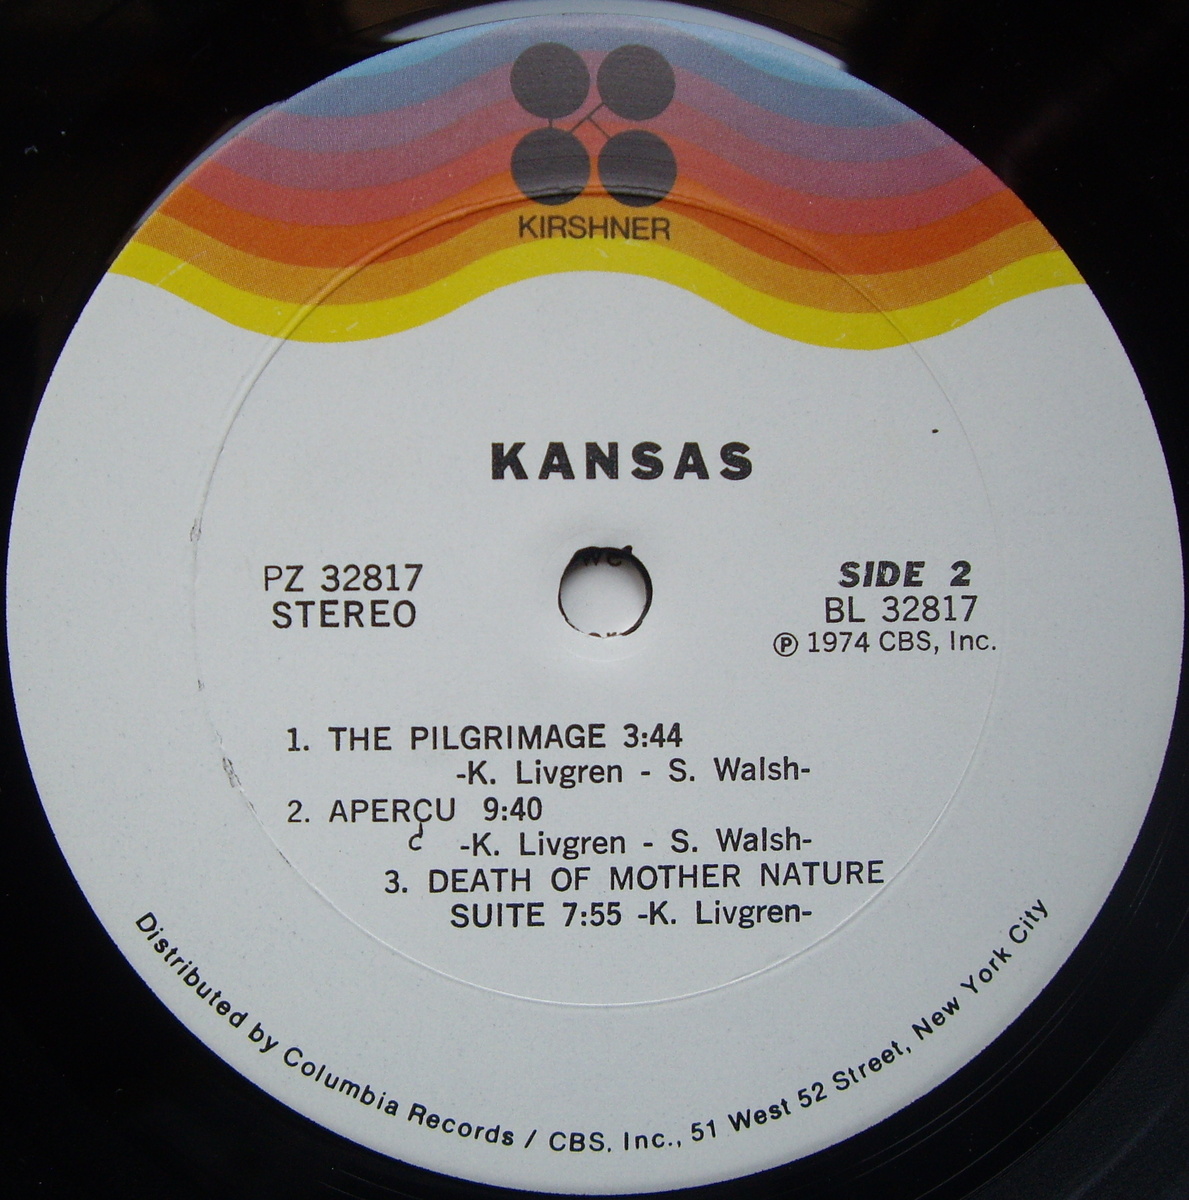 KIRSHNER
KANSAS
PZ 32817
STEREO
SIDE 2
BL 32817
℗ 1974 CBS, Inc.
1. THE PILGRIMAGE 3:44
-K. Livgren - S. Walsh-
2. APERÇU 9:40
-K. Livgren - S. Walsh-
3. DEATH OF MOTHER NATURE
SUITE 7:55 -K. Livgren-
Distributed by Columbia Records / CBS, Inc., 51 West 52 Street, New York City